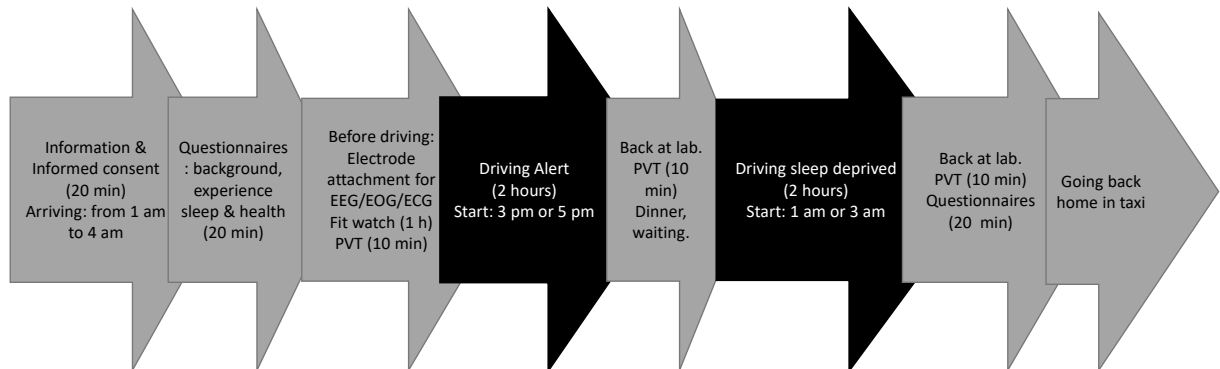 Information &
Informed consent
(20 min)
Arriving: from 1 am
to 4 am
Questionnaires
: background,
experience
sleep & health
(20 min)
Before driving:
Electrode
attachment for
EEG/EOG/ECG
Fit watch (1 h)
PVT (10 min)
Driving Alert
(2 hours)
Start: 3 pm or 5 pm
Back at lab.
PVT (10
min)
Dinner,
waiting.
Driving sleep deprived
(2 hours)
Start: 1 am or 3 am
Back at lab.
PVT (10 min)
Questionnaires
(20  min)
Going back
home in taxi